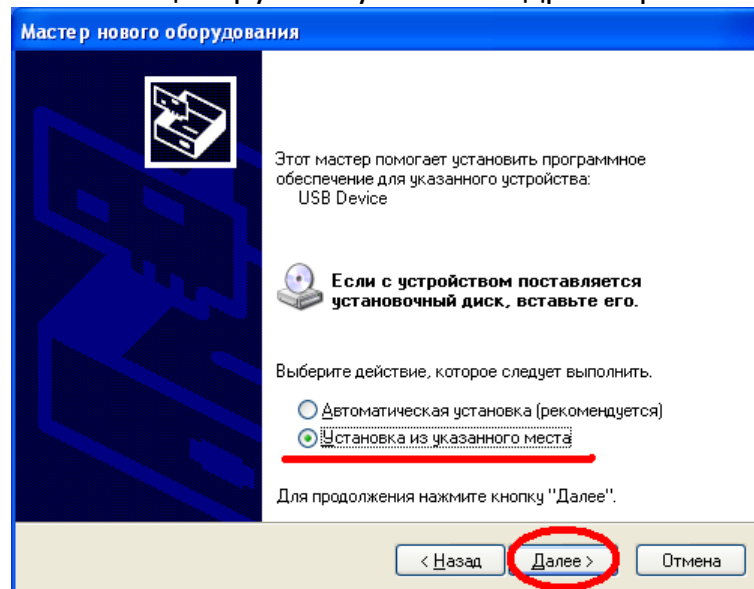 Мастер нового оборудования
Этот мастер помогает установить программное
обеспечение для указанного устройства:
USB Device
Если с устройством поставляется
установочный диск, вставьте его.
Выберите действие, которое следует выполнить.
Автоматическая установка (рекомендуется)
Установка из указанного места
Для продолжения нажмите кнопку "Далее".
< Назад
Далее >
Отмена